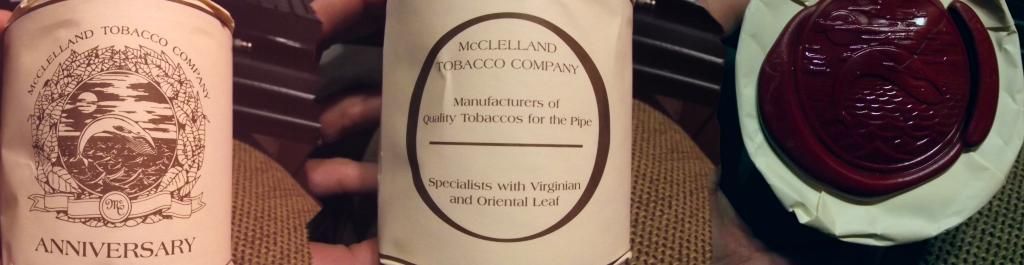 McCLELLAND TOBACCO COMPANY
McC
ANNIVERSARY
McCLELLAND
TOBACCO COMPANY
Manufacturers of
Quality Tobaccos for the Pipe
Specialists With Virginian
and Oriental Leaf